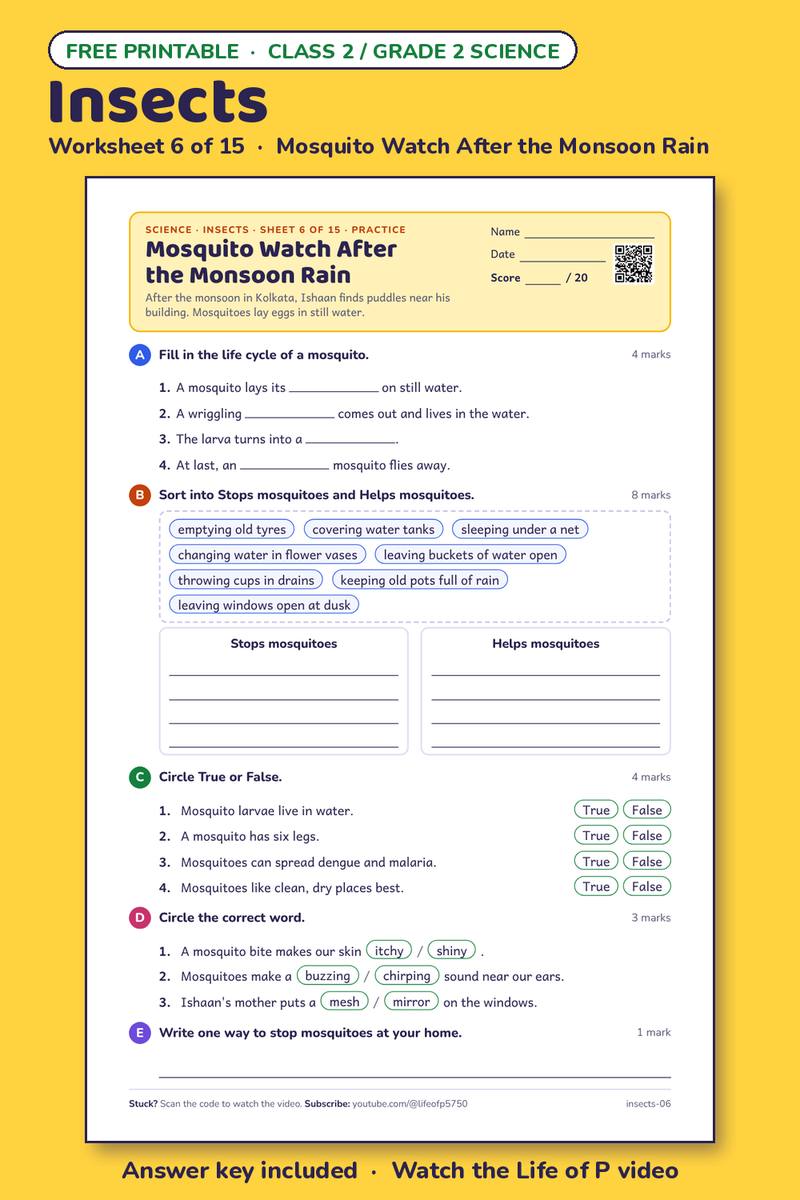 FREE PRINTABLE · CLASS 2 / GRADE 2 SCIENCE
Insects
Worksheet 6 of 15 · Mosquito Watch After the Monsoon Rain
SCIENCE · INSECTS · SHEET 6 OF 15 · PRACTICE
Mosquito Watch After
the Monsoon Rain
After the monsoon in Kolkata, Ishaan finds puddles near his
building. Mosquitoes lay eggs in still water.
Name ____
Date ____
Score ____ / 20
A Fill in the life cycle of a mosquito. 4 marks
1. A mosquito lays its ____ on still water.
2. A wriggling ____ comes out and lives in the water.
3. The larva turns into a ____.
4. At last, an ____ mosquito flies away.
B Sort into Stops mosquitoes and Helps mosquitoes. 8 marks
emptying old tyres covering water tanks sleeping under a net
changing water in flower vases leaving buckets of water open
throwing cups in drains keeping old pots full of rain
leaving windows open at dusk
Stops mosquitoes Helps mosquitoes
C Circle True or False. 4 marks
1. Mosquito larvae live in water. True False
2. A mosquito has six legs. True False
3. Mosquitoes can spread dengue and malaria. True False
4. Mosquitoes like clean, dry places best. True False
D Circle the correct word. 3 marks
1. A mosquito bite makes our skin itchy / shiny .
2. Mosquitoes make a buzzing / chirping sound near our ears.
3. Ishaan's mother puts a mesh / mirror on the windows.
E Write one way to stop mosquitoes at your home. 1 mark
Stuck? Scan the code to watch the video. Subscribe: youtube.com/@lifeofp5750 insects-06
Answer key included · Watch the Life of P video